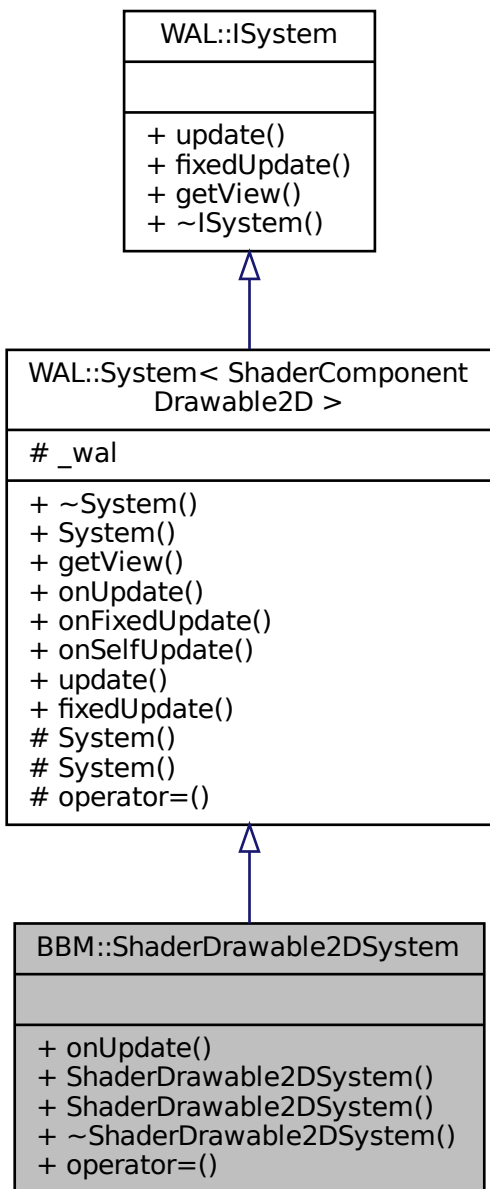 WAL::ISystem
+ update()
+ fixedUpdate()
+ getView()
+ ~ISystem()
WAL::System< ShaderComponent
Drawable2D >
# _wal
+ ~System()
+ System()
+ getView()
+ onUpdate()
+ onFixedUpdate()
+ onSelfUpdate()
+ update()
+ fixedUpdate()
# System()
# System()
# operator=()
BBM::ShaderDrawable2DSystem
+ onUpdate()
+ ShaderDrawable2DSystem()
+ ShaderDrawable2DSystem()
+ ~ShaderDrawable2DSystem()
+ operator=()